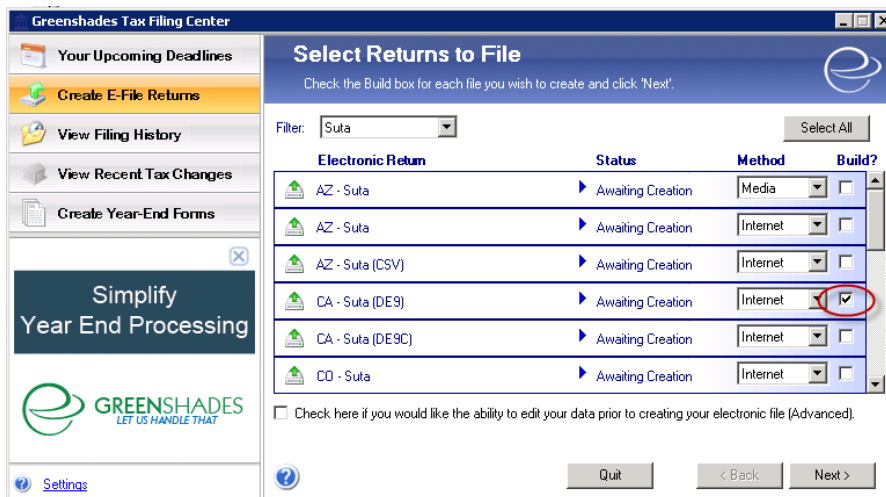 Greenshades Tax Filing Center
Your Upcoming Deadlines
Create E-File Returns
View Filing History
View Recent Tax Changes
Create Year-End Forms
Simplify
Year End Processing
GREENSHADES
LET US HANDLE THAT
Settings
Select Returns to File
Check the Build box for each file you wish to create and click 'Next'.
Filter: Suta Select All
Electronic Return Status Method Build?
AZ - Suta Awaiting Creation Media
AZ - Suta Awaiting Creation Internet
AZ - Suta (CSV) Awaiting Creation Internet
CA - Suta (DE9) Awaiting Creation Internet
CA - Suta (DE9C) Awaiting Creation Internet
CO - Suta Awaiting Creation Internet
Check here if you would like the ability to edit your data prior to creating your electronic file (Advanced).
Quit < Back Next >